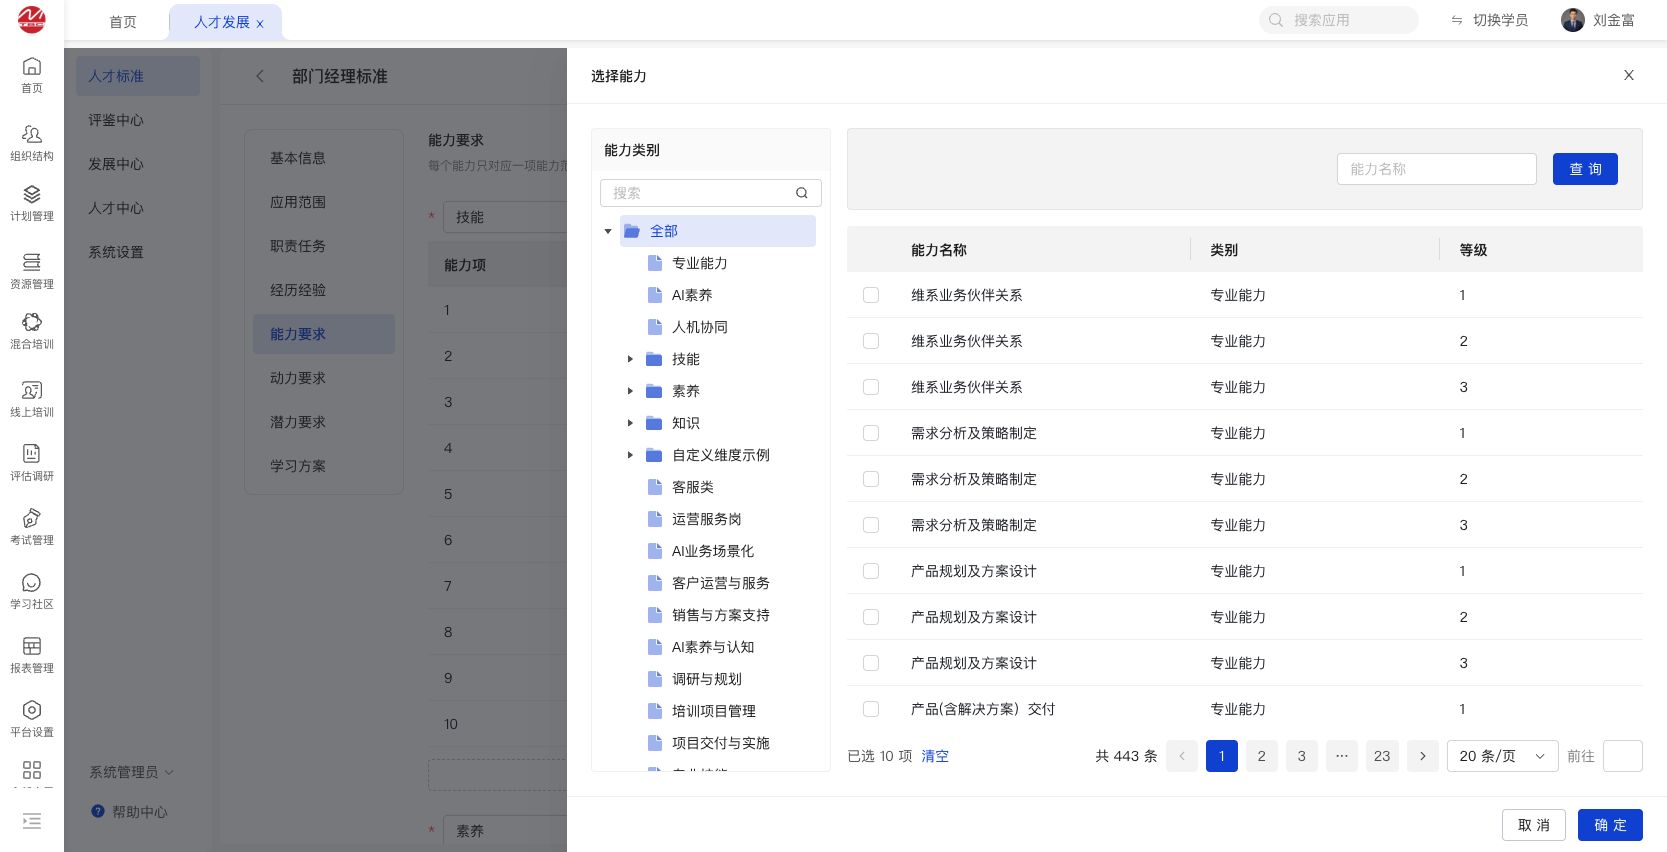 首页
人才发展 x
搜索应用
切换学员
刘金富
首页
组织结构
计划管理
资源管理
混合培训
线上培训
评估调研
考试管理
学习社区
报表管理
平台设置
人才标准
评鉴中心
发展中心
人才中心
系统设置
系统管理员
帮助中心
部门经理标准
基本信息
应用范围
职责任务
经历经验
能力要求
动力要求
潜力要求
学习方案
能力要求
每个能力只对应一项能力
* 技能
能力项
1
2
3
4
5
6
7
8
9
10
* 素养
选择能力
X
能力类别
搜索
全部
专业能力
AI素养
人机协同
技能
素养
知识
自定义维度示例
客服类
运营服务岗
AI业务场景化
客户运营与服务
销售与方案支持
AI素养与认知
调研与规划
培训项目管理
项目交付与实施
能力名称
查 询
能力名称 类别 等级
维系业务伙伴关系 专业能力 1
维系业务伙伴关系 专业能力 2
维系业务伙伴关系 专业能力 3
需求分析及策略制定 专业能力 1
需求分析及策略制定 专业能力 2
需求分析及策略制定 专业能力 3
产品规划及方案设计 专业能力 1
产品规划及方案设计 专业能力 2
产品规划及方案设计 专业能力 3
产品(含解决方案）交付 专业能力 1
已选 10 项 清空 共 443 条 < 1 2 3 ··· 23 > 20 条/页 前往
取 消
确 定